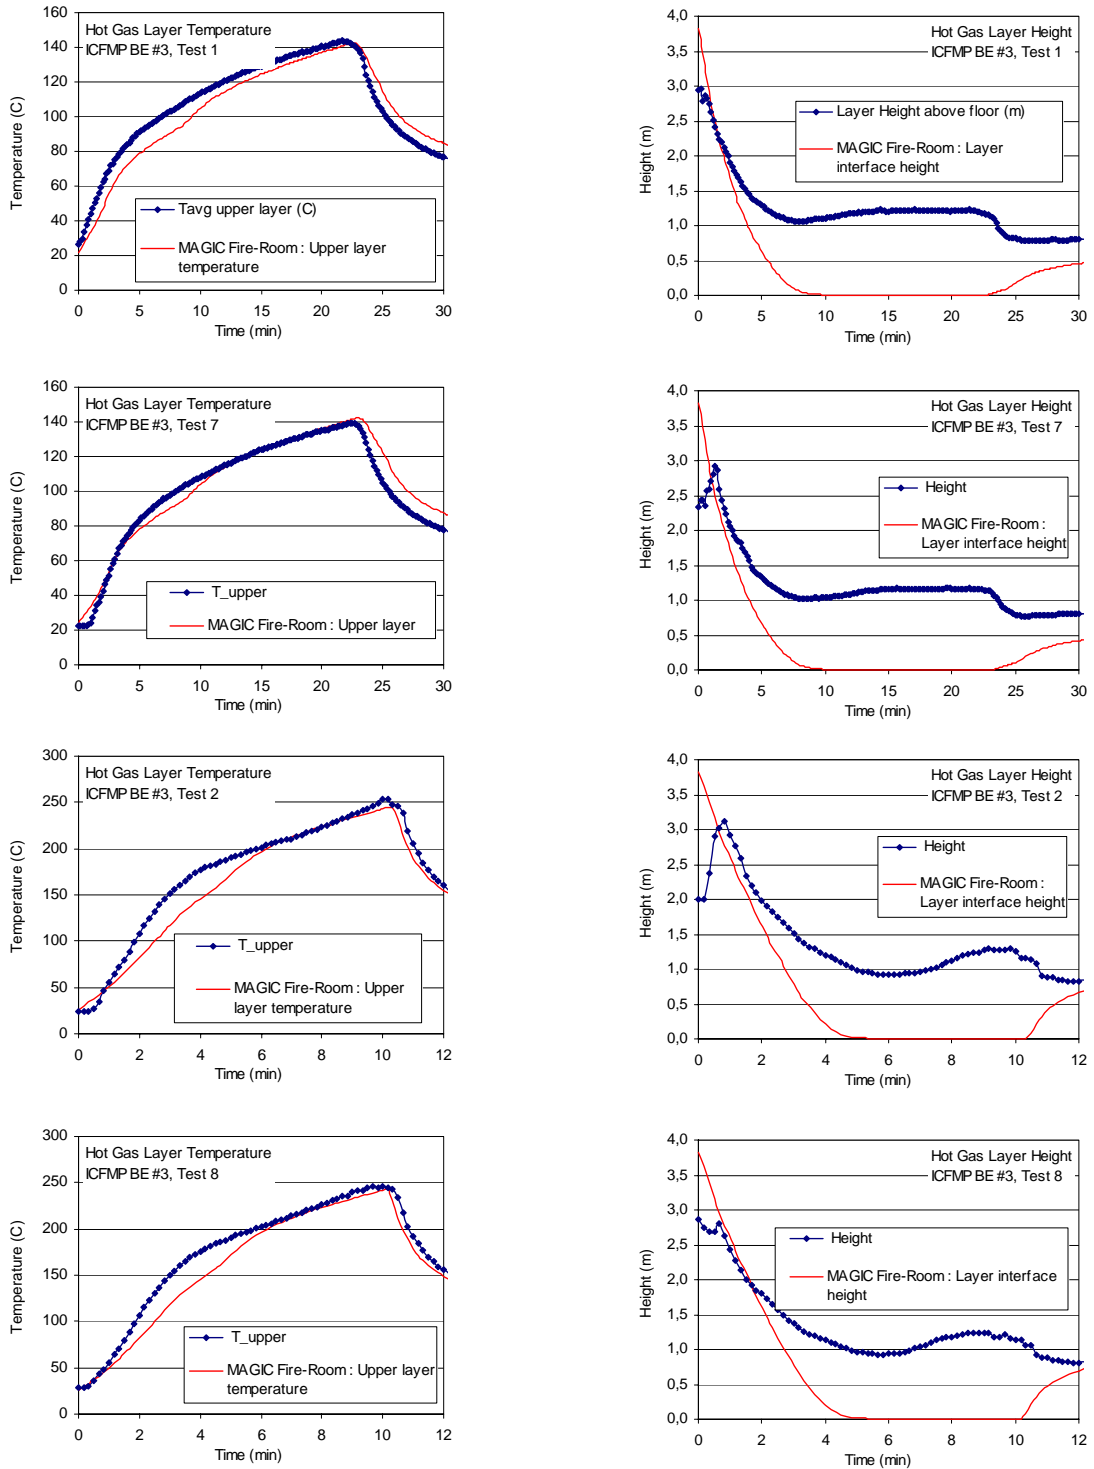 160
140
120
100
80
60
40
20
0
Temperature (C)
Hot Gas Layer Temperature
ICFMP BE #3, Test 1
Tavg upper layer (C)
MAGIC Fire-Room : Upper layer
temperature
0 5 10 15 20 25 30
Time (min)
4,0
3,5
3,0
2,5
2,0
1,5
1,0
0,5
0,0
Height (m)
Hot Gas Layer Height
ICFMP BE #3, Test 1
Layer Height above floor (m)
MAGIC Fire-Room : Layer
interface height
0 5 10 15 20 25 30
Time (min)
160
140
120
100
80
60
40
20
0
Temperature (C)
Hot Gas Layer Temperature
ICFMP BE #3, Test 7
T_upper
MAGIC Fire-Room : Upper layer
0 5 10 15 20 25 30
Time (min)
4,0
3,5
3,0
2,5
2,0
1,5
1,0
0,5
0,0
Height (m)
Hot Gas Layer Height
ICFMP BE #3, Test 7
Height
MAGIC Fire-Room :
Layer interface height
0 5 10 15 20 25 30
Time (min)
300
250
200
150
100
50
0
Temperature (C)
Hot Gas Layer Temperature
ICFMP BE #3, Test 2
T_upper
MAGIC Fire-Room : Upper
layer temperature
0 2 4 6 8 10 12
Time (min)
4,0
3,5
3,0
2,5
2,0
1,5
1,0
0,5
0,0
Height (m)
Hot Gas Layer Height
ICFMP BE #3, Test 2
Height
MAGIC Fire-Room :
Layer interface height
0 2 4 6 8 10 12
Time (min)
300
250
200
150
100
50
0
Temperature (C)
Hot Gas Layer Temperature
ICFMP BE #3, Test 8
T_upper
MAGIC Fire-Room : Upper layer
temperature
0 2 4 6 8 10 12
Time (min)
4,0
3,5
3,0
2,5
2,0
1,5
1,0
0,5
0,0
Height (m)
Hot Gas Layer Height
ICFMP BE #3, Test 8
Height
MAGIC Fire-Room : Layer interface
height
0 2 4 6 8 10 12
Time (min)